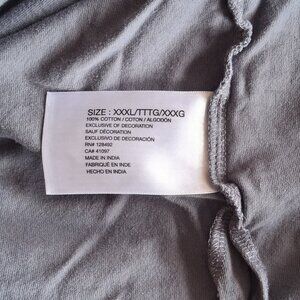 SIZE : XXXL/TTTG/XXXG
100% COTTON / COTON / ALGODÓN
EXCLUSIVE OF DECORATION
SAUF DÉCORATION
EXCLUSIVO DE DECORACIÓN
RN# 128492
CA# 41097
MADE IN INDIA
FABRIQUÉ EN INDE
HECHO EN INDIA